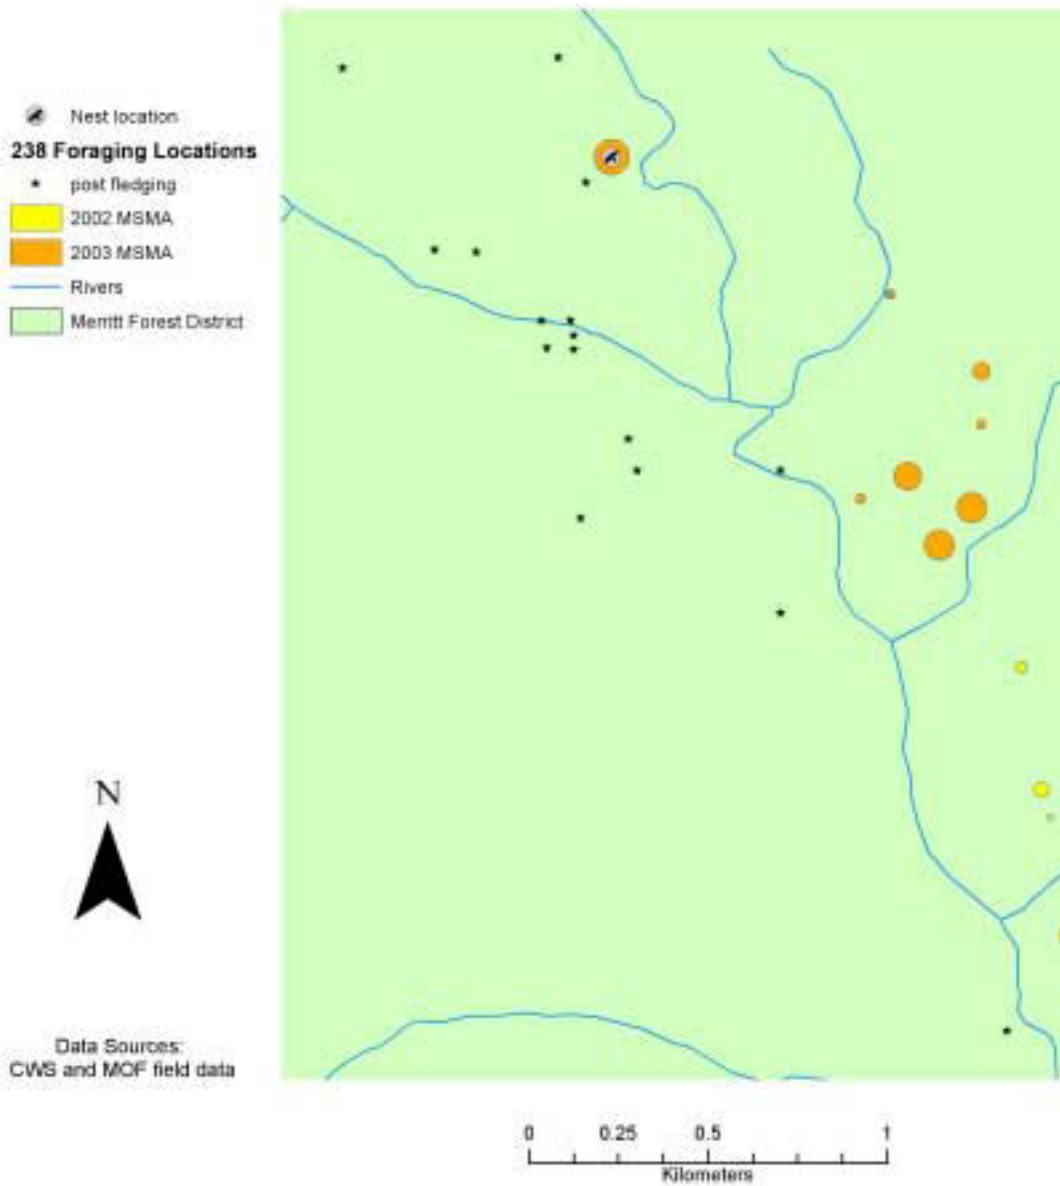 Nest location
238 Foraging Locations
post fledging
2002 MSMA
2003 MSMA
Rivers
Merritt Forest District
N
Data Sources:
CWS and MOF field data
0 0.25 0.5 1
Kilometers